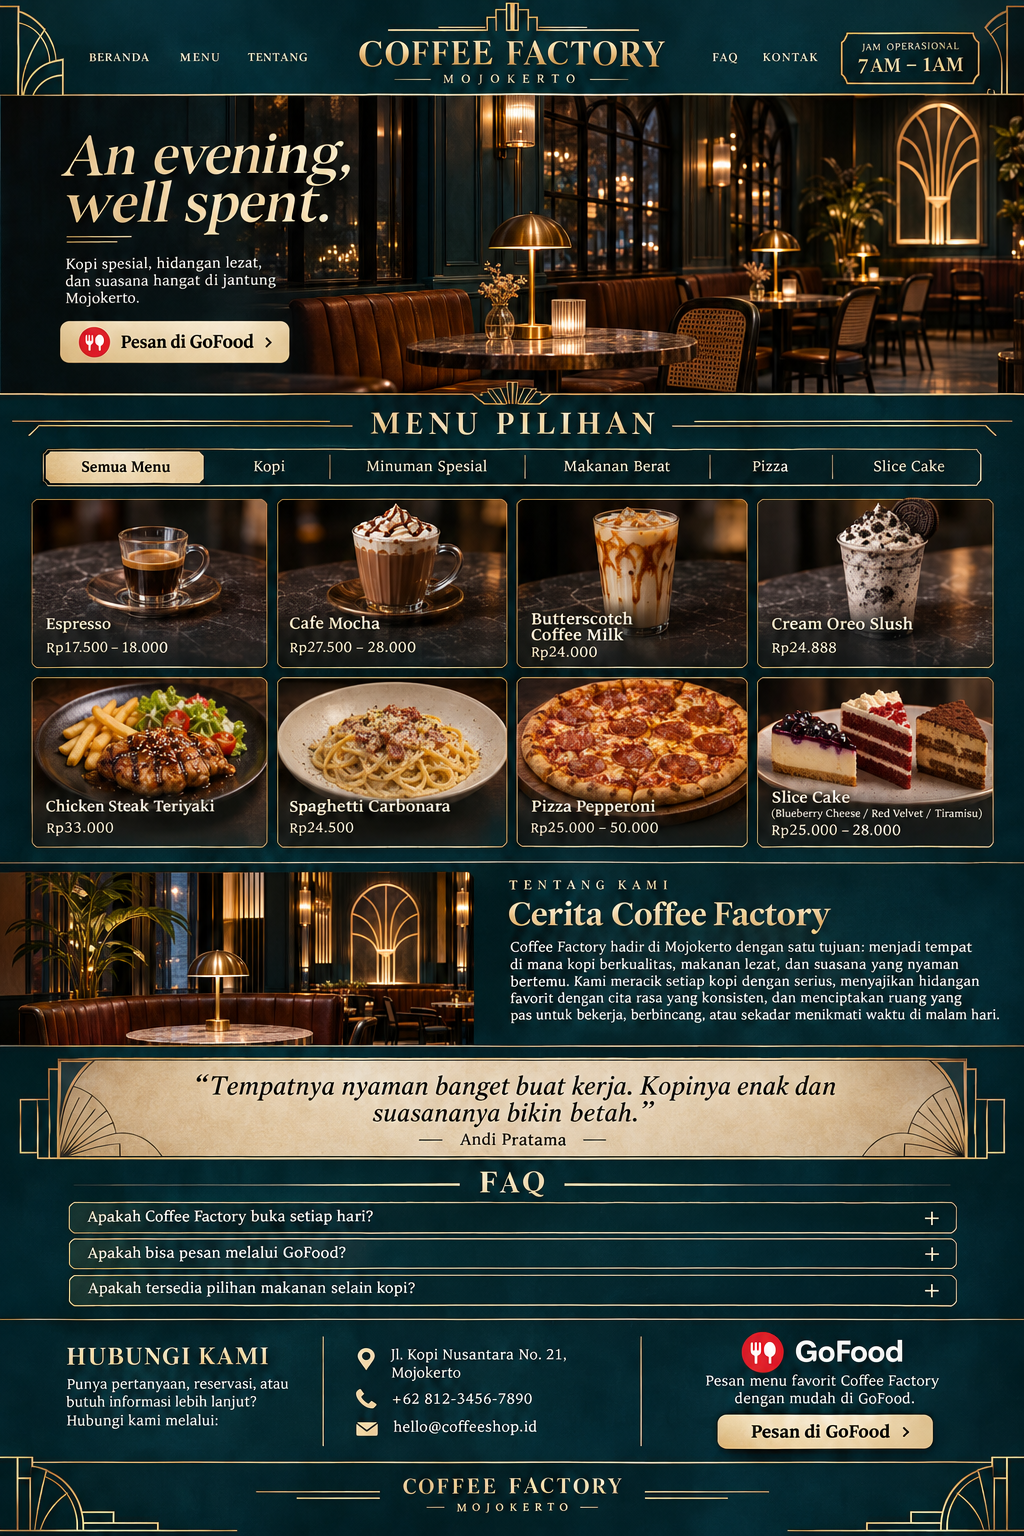 BERANDA
MENU
TENTANG
COFFEE FACTORY
MOJOKERTO
FAQ
KONTAK
JAM OPERASIONAL
7 AM – 1 AM
An evening,
well spent.
Kopi spesial, hidangan lezat,
dan suasana hangat di jantung
Mojokerto.
Pesan di GoFood
MENU PILIHAN
Semua Menu
Kopi
Minuman Spesial
Makanan Berat
Pizza
Slice Cake
Espresso
Rp17.500 – 18.000
Cafe Mocha
Rp27.500 – 28.000
Butterscotch
Coffee Milk
Rp24.000
Cream Oreo Slush
Rp24.888
Chicken Steak Teriyaki
Rp33.000
Spaghetti Carbonara
Rp24.500
Pizza Pepperoni
Rp25.000 – 50.000
Slice Cake
(Blueberry Cheese / Red Velvet / Tiramisu)
Rp25.000 – 28.000
TENTANG KAMI
Cerita Coffee Factory
Coffee Factory hadir di Mojokerto dengan satu tujuan: menjadi tempat
di mana kopi berkualitas, makanan lezat, dan suasana yang nyaman
bertemu. Kami meracik setiap kopi dengan serius, menyajikan hidangan
favorit dengan cita rasa yang konsisten, dan menciptakan ruang yang
pas untuk bekerja, berbincang, atau sekadar menikmati waktu di malam hari.
“Tempatnya nyaman banget buat kerja. Kopinya enak dan
suasananya bikin betah.”
— Andi Pratama —
FAQ
Apakah Coffee Factory buka setiap hari? +
Apakah bisa pesan melalui GoFood? +
Apakah tersedia pilihan makanan selain kopi? +
HUBUNGI KAMI
Punya pertanyaan, reservasi, atau
butuh informasi lebih lanjut?
Hubungi kami melalui:
Jl. Kopi Nusantara No. 21,
Mojokerto
+62 812-3456-7890
hello@coffeeshop.id
GoFood
Pesan menu favorit Coffee Factory
dengan mudah di GoFood.
Pesan di GoFood
COFFEE FACTORY
MOJOKERTO